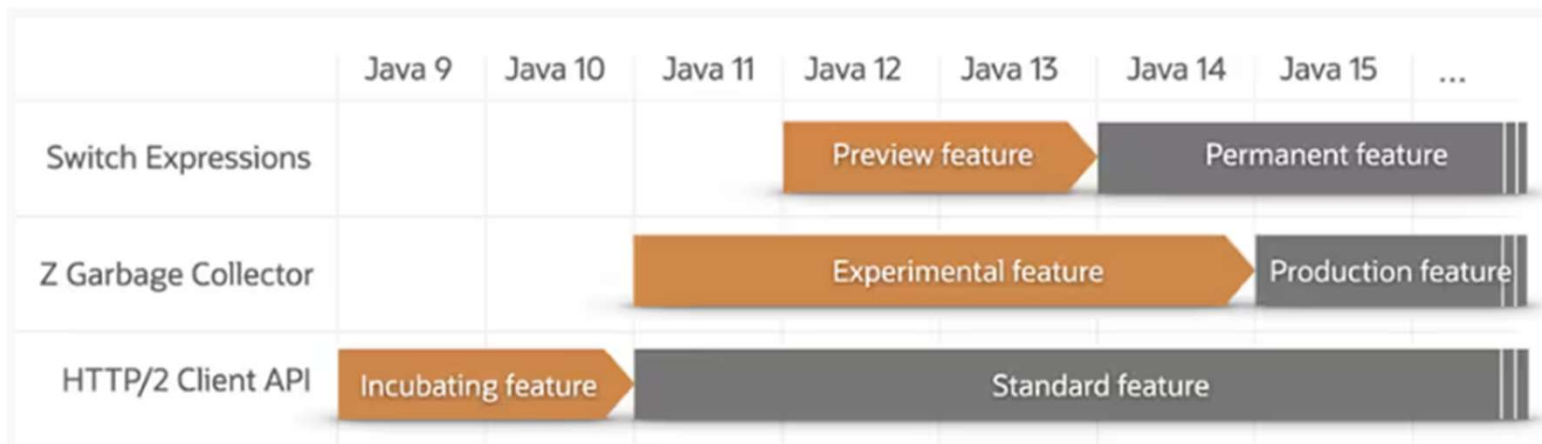 Java 9 Java 10 Java 11 Java 12 Java 13 Java 14 Java 15 ...
Switch Expressions Preview feature Permanent feature
Z Garbage Collector Experimental feature Production feature
HTTP/2 Client API Incubating feature Standard feature